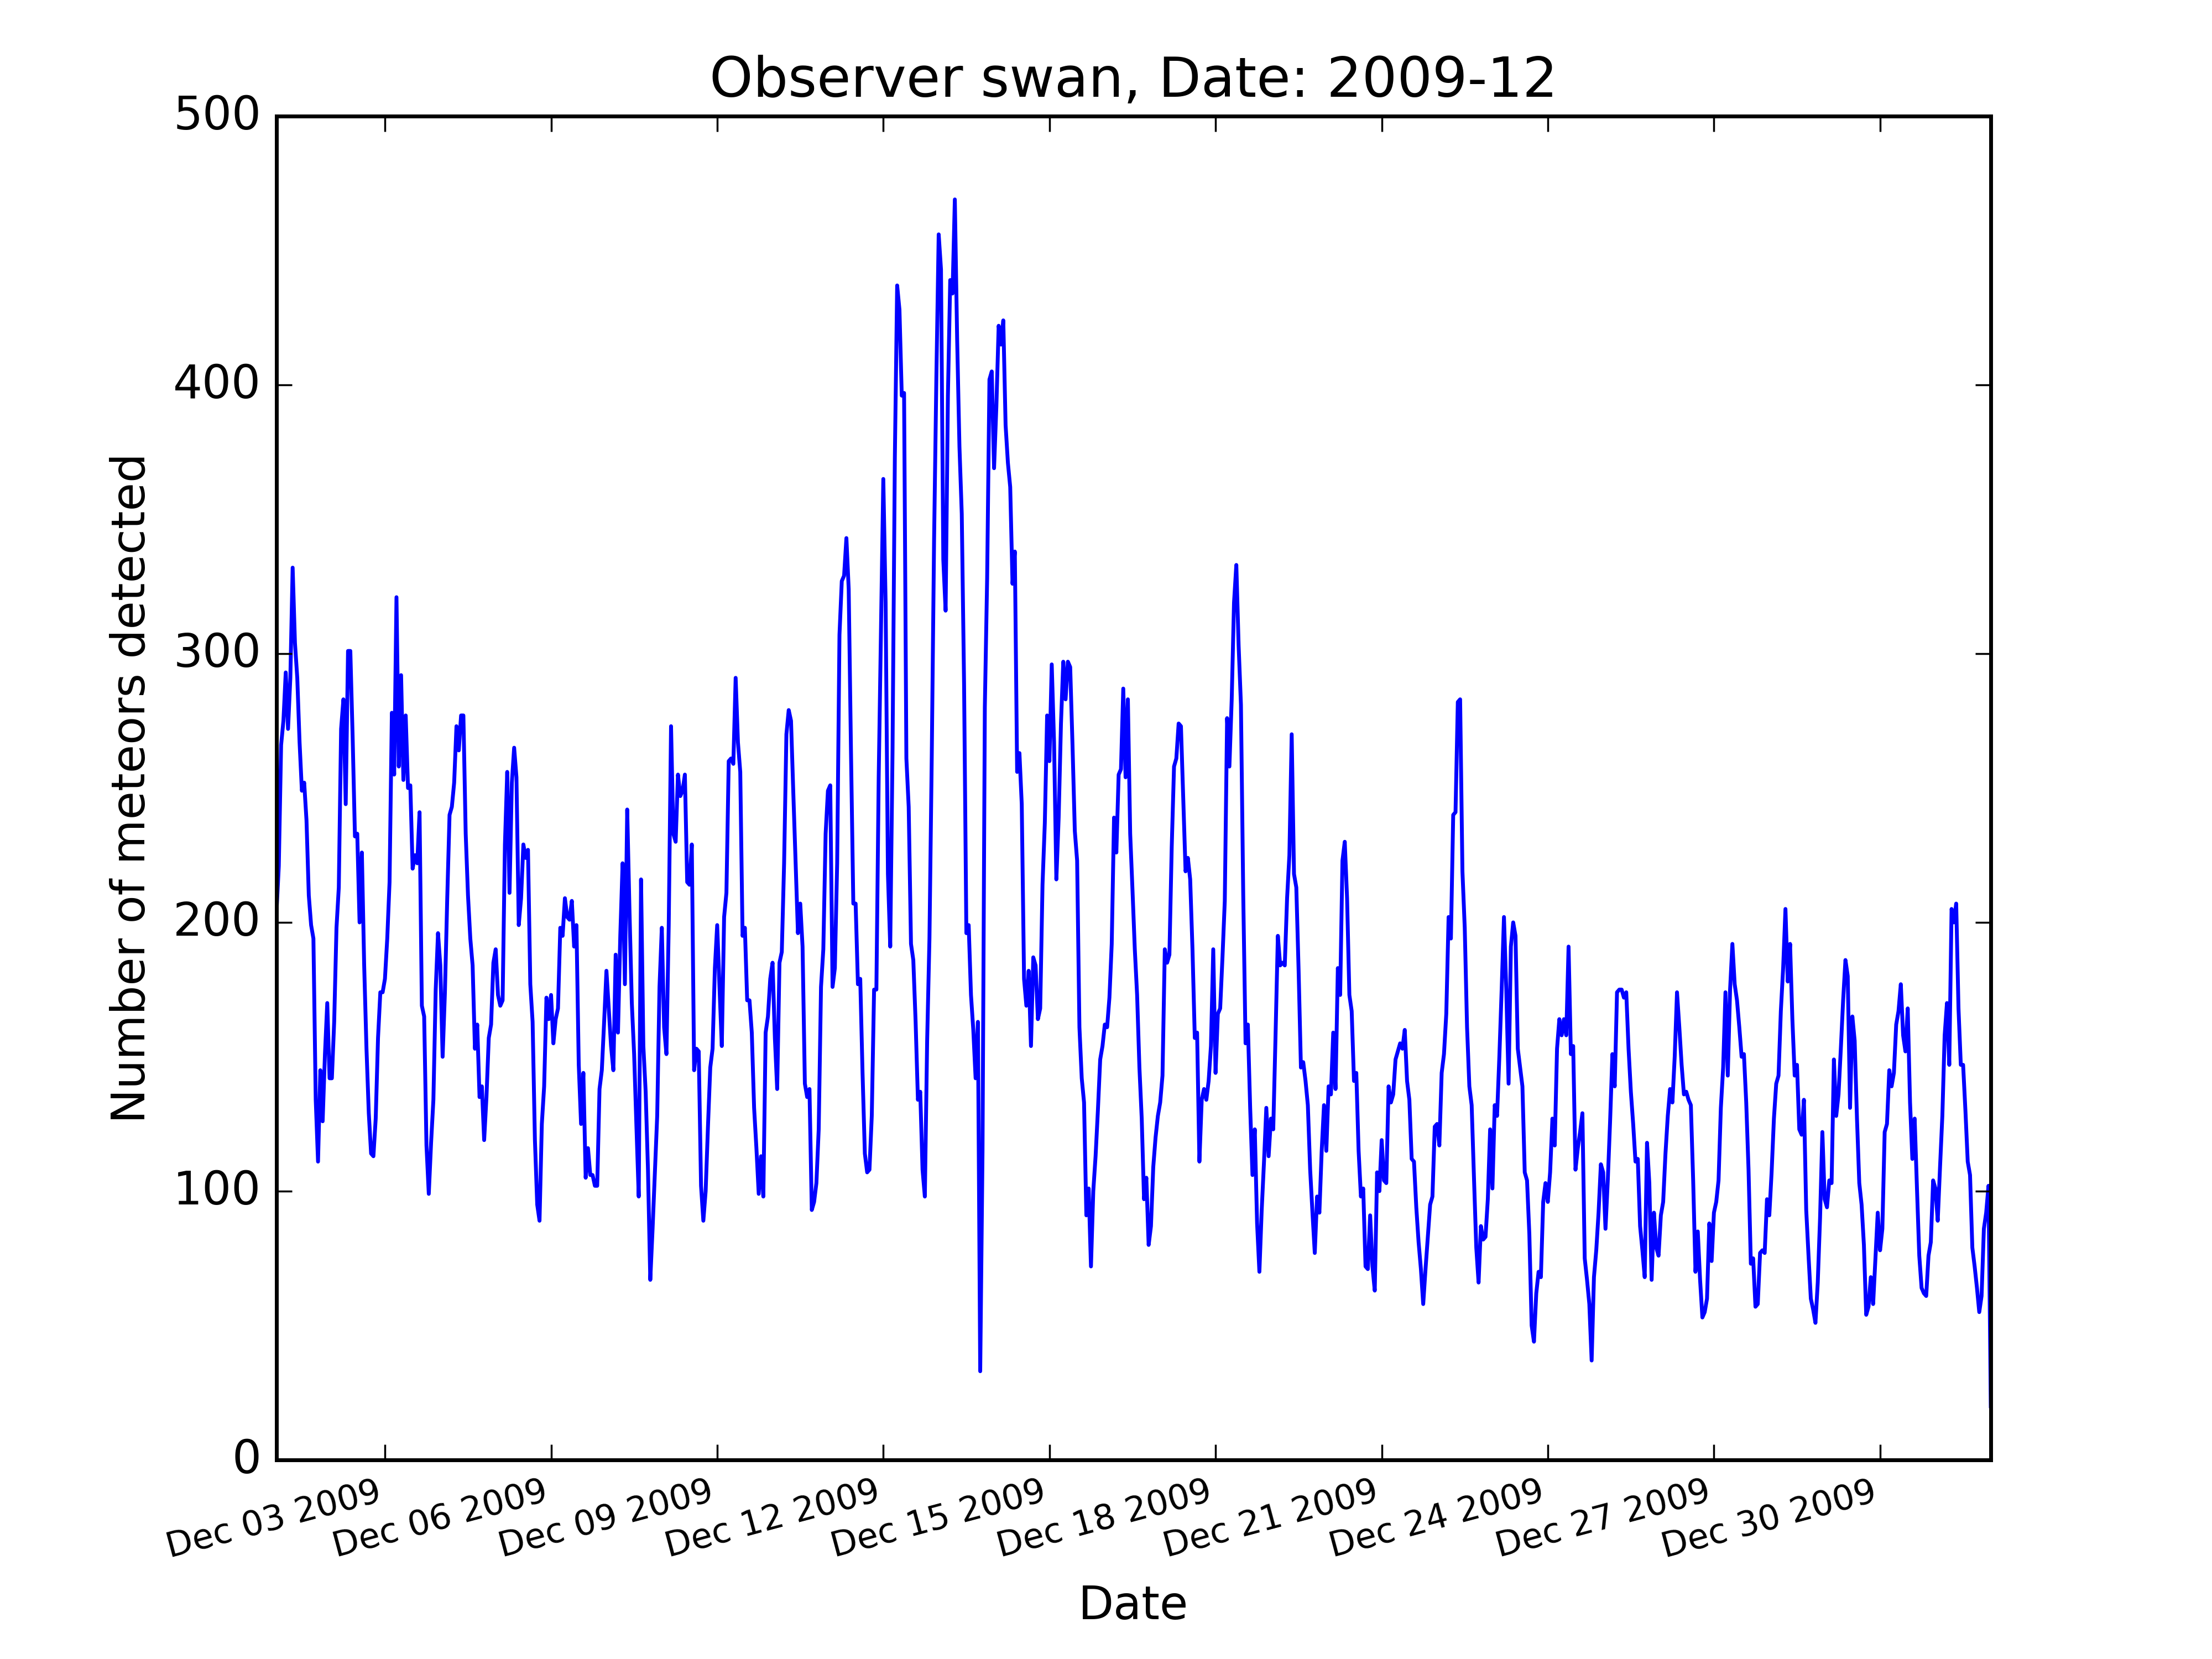 Observer swan, Date: 2009-12
Number of meteors detected
500
400
300
200
100
0
Dec 03 2009
Dec 06 2009
Dec 09 2009
Dec 12 2009
Dec 15 2009
Dec 18 2009
Dec 21 2009
Dec 24 2009
Dec 27 2009
Dec 30 2009
Date